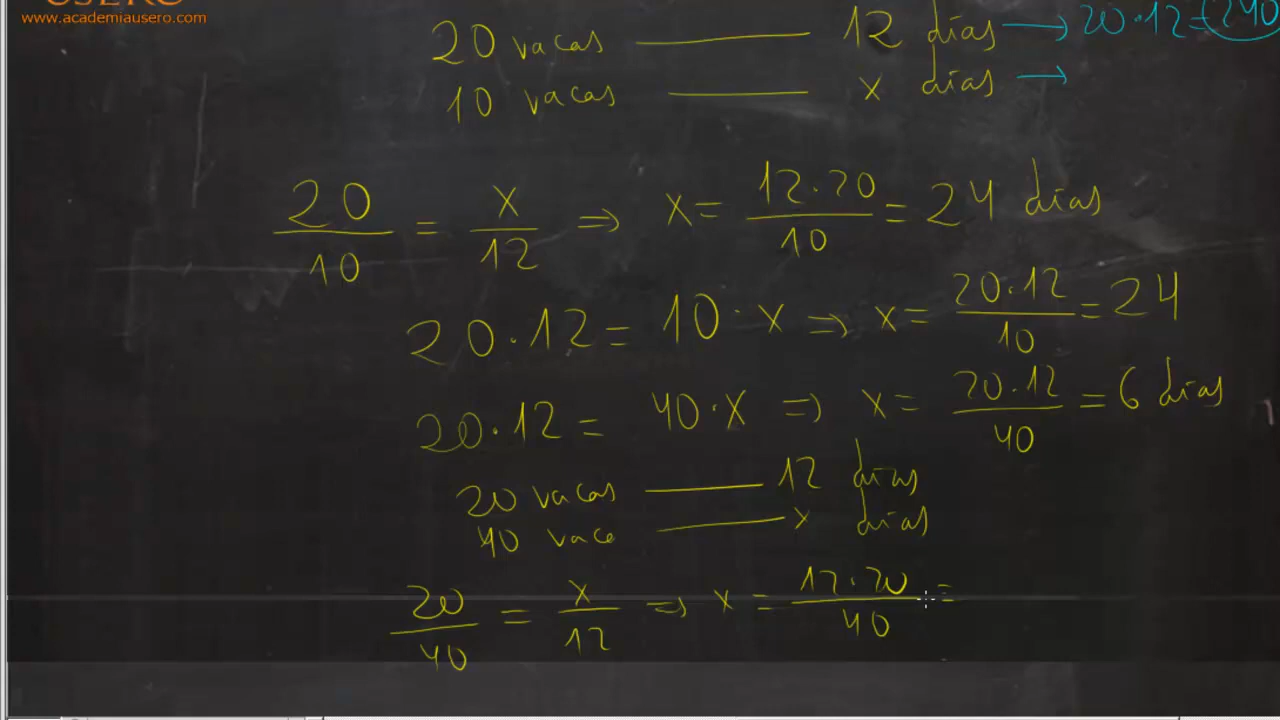 USERO
www.academiausero.com
20 vacas —— 12 días → 20·12=240
10 vacas —— x días →
20/10 = x/12 ⇒ x= 12·20/10 = 24 días
20·12= 10·x ⇒ x= 20·12/10 = 24
20·12= 40·x ⇒ x= 20·12/40 = 6 días
20 vacas —— 12 días
40 vaca —— x días
20/40 = x/12 ⇒ x = 12·20/40 =